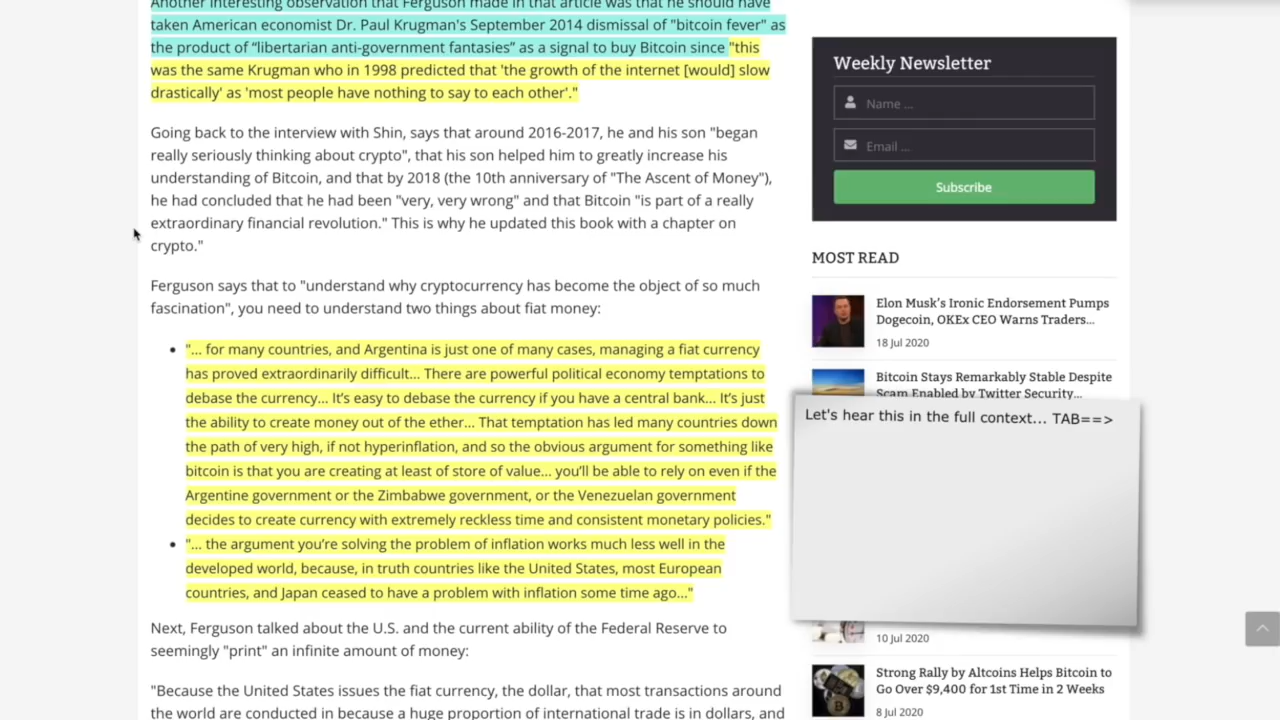 Another interesting observation that Ferguson made in that article was that he should have
taken American economist Dr. Paul Krugman's September 2014 dismissal of "bitcoin fever" as
the product of “libertarian anti-government fantasies” as a signal to buy Bitcoin since "this
was the same Krugman who in 1998 predicted that 'the growth of the internet [would] slow
drastically' as 'most people have nothing to say to each other'."
Going back to the interview with Shin, says that around 2016-2017, he and his son "began
really seriously thinking about crypto", that his son helped him to greatly increase his
understanding of Bitcoin, and that by 2018 (the 10th anniversary of "The Ascent of Money"),
he had concluded that he had been "very, very wrong" and that Bitcoin "is part of a really
extraordinary financial revolution." This is why he updated this book with a chapter on
crypto."
Ferguson says that to "understand why cryptocurrency has become the object of so much
fascination", you need to understand two things about fiat money:
• "... for many countries, and Argentina is just one of many cases, managing a fiat currency
has proved extraordinarily difficult... There are powerful political economy temptations to
debase the currency... It’s easy to debase the currency if you have a central bank... It’s just
the ability to create money out of the ether... That temptation has led many countries down
the path of very high, if not hyperinflation, and so the obvious argument for something like
bitcoin is that you are creating at least of store of value... you’ll be able to rely on even if the
Argentine government or the Zimbabwe government, or the Venezuelan government
decides to create currency with extremely reckless time and consistent monetary policies."
• "... the argument you’re solving the problem of inflation works much less well in the
developed world, because, in truth countries like the United States, most European
countries, and Japan ceased to have a problem with inflation some time ago..."
Next, Ferguson talked about the U.S. and the current ability of the Federal Reserve to
seemingly "print" an infinite amount of money:
"Because the United States issues the fiat currency, the dollar, that most transactions around
the world are conducted in because a huge proportion of international trade is in dollars, and
Weekly Newsletter
Name ...
Email ...
Subscribe
MOST READ
Elon Musk’s Ironic Endorsement Pumps
Dogecoin, OKEx CEO Warns Traders...
18 Jul 2020
Bitcoin Stays Remarkably Stable Despite
Scam Enabled by Twitter Security...
Let's hear this in the full context... TAB==>
10 Jul 2020
Strong Rally by Altcoins Helps Bitcoin to
Go Over $9,400 for 1st Time in 2 Weeks
8 Jul 2020